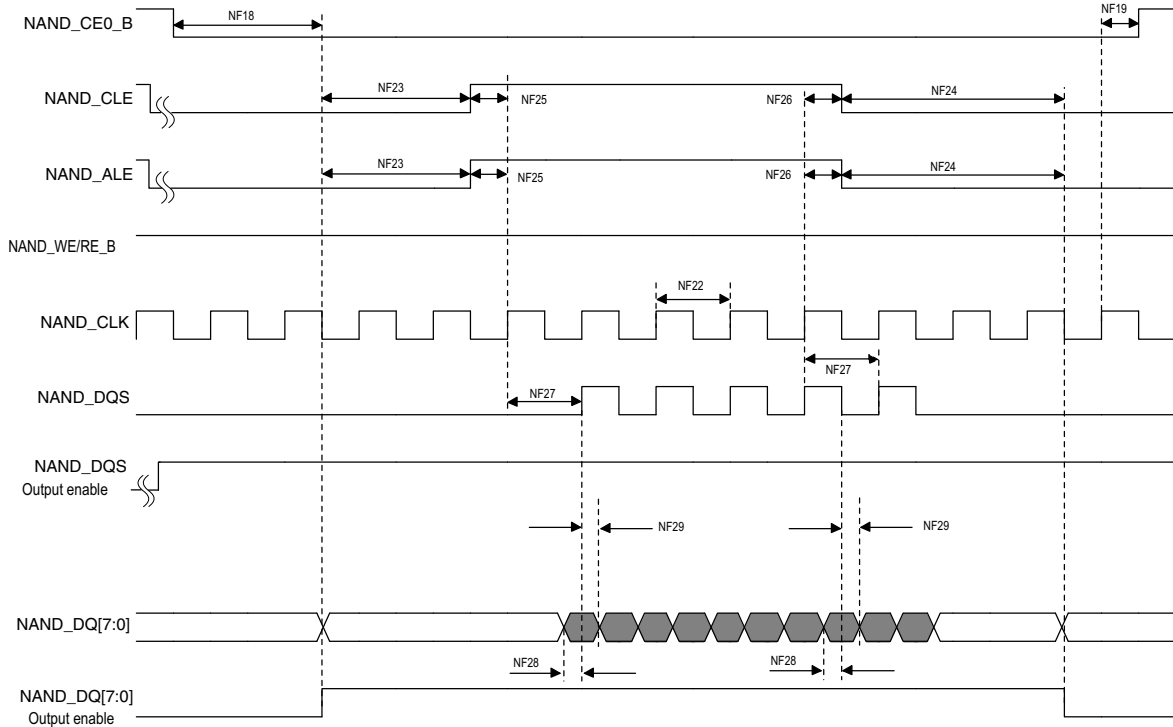 NAND_CE0_B
NF18
NF19
NAND_CLE
NF23
NF25
NF26
NF24
NAND_ALE
NF23
NF25
NF26
NF24
NAND_WE/RE_B
NAND_CLK
NF22
NAND_DQS
NF27
NF27
NAND_DQS
Output enable
NF29
NF29
NAND_DQ[7:0]
NF28
NF28
NAND_DQ[7:0]
Output enable